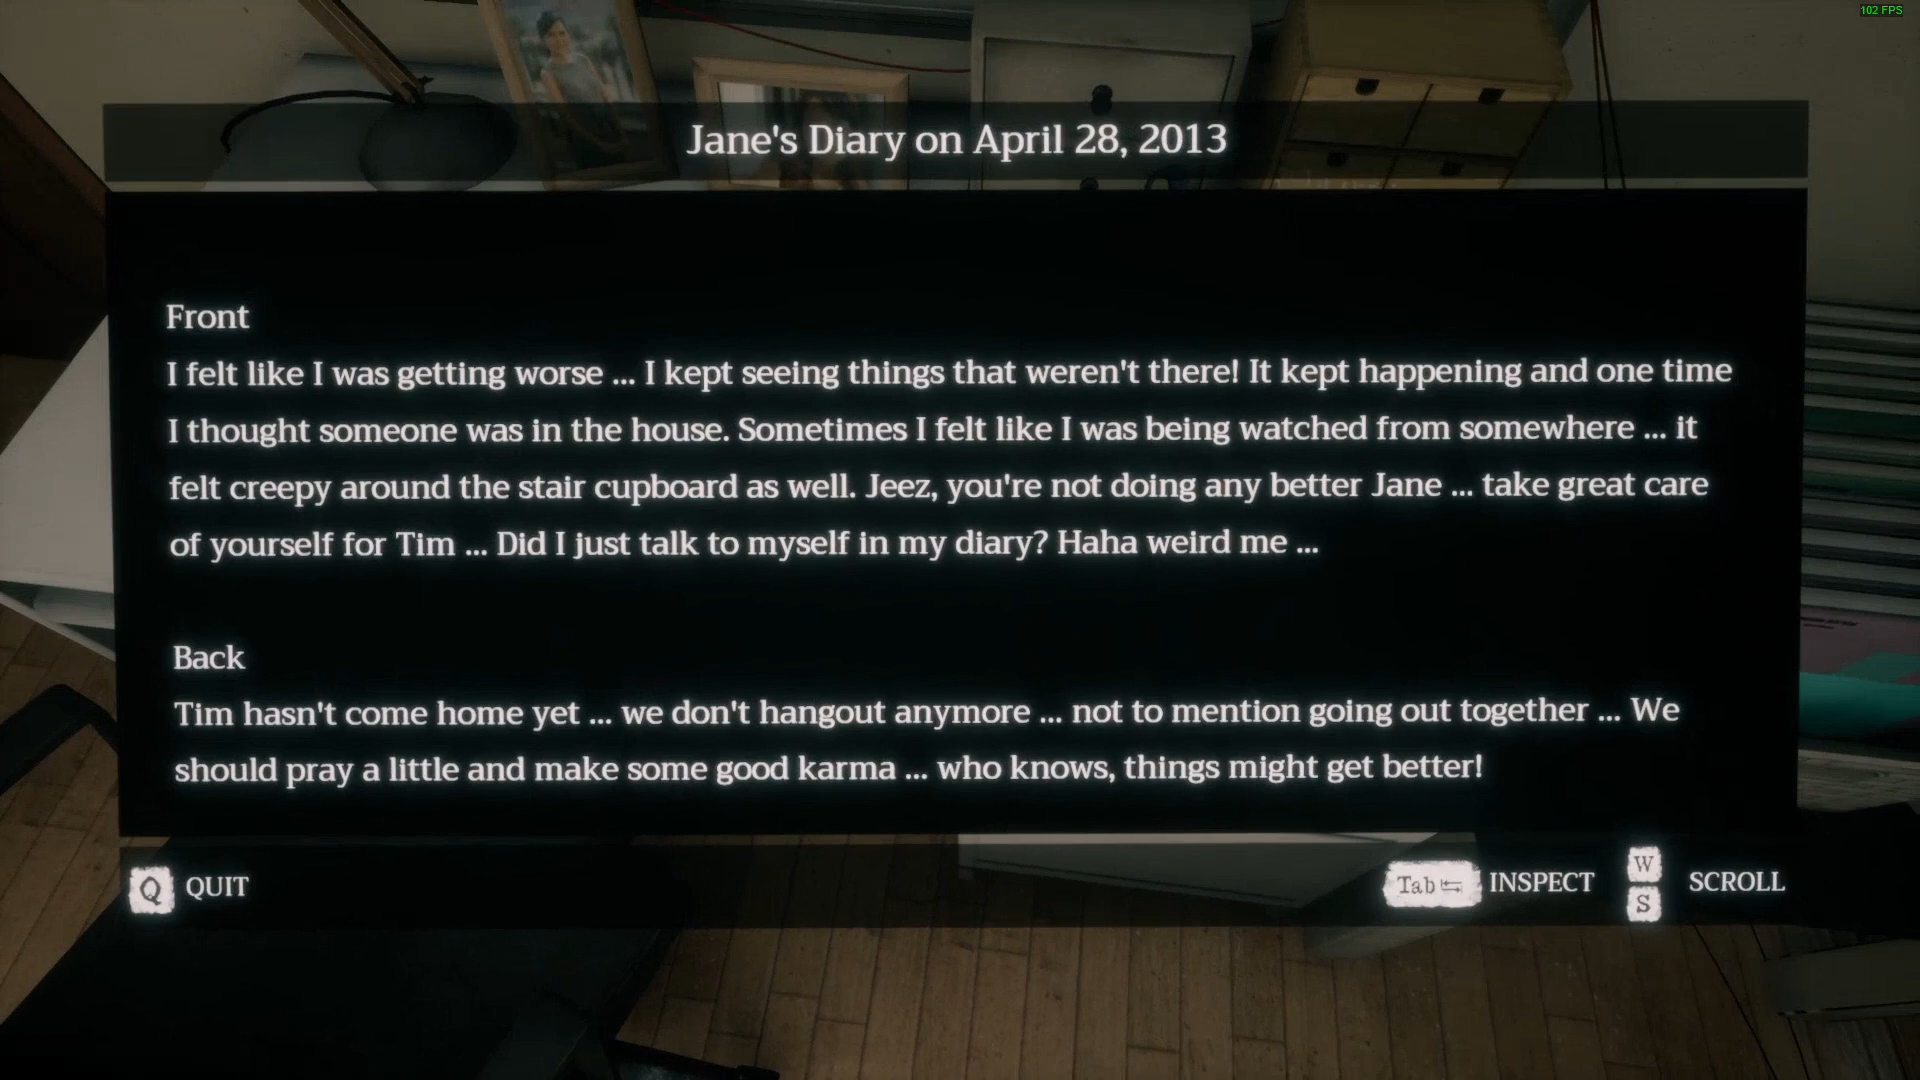 102 FPS
Jane's Diary on April 28, 2013
Front
I felt like I was getting worse ... I kept seeing things that weren't there! It kept happening and one time
I thought someone was in the house. Sometimes I felt like I was being watched from somewhere ... it
felt creepy around the stair cupboard as well. Jeez, you're not doing any better Jane ... take great care
of yourself for Tim ... Did I just talk to myself in my diary? Haha weird me ...
Back
Tim hasn't come home yet ... we don't hangout anymore ... not to mention going out together ... We
should pray a little and make some good karma ... who knows, things might get better!
Q QUIT
Tab INSPECT
W
S
SCROLL